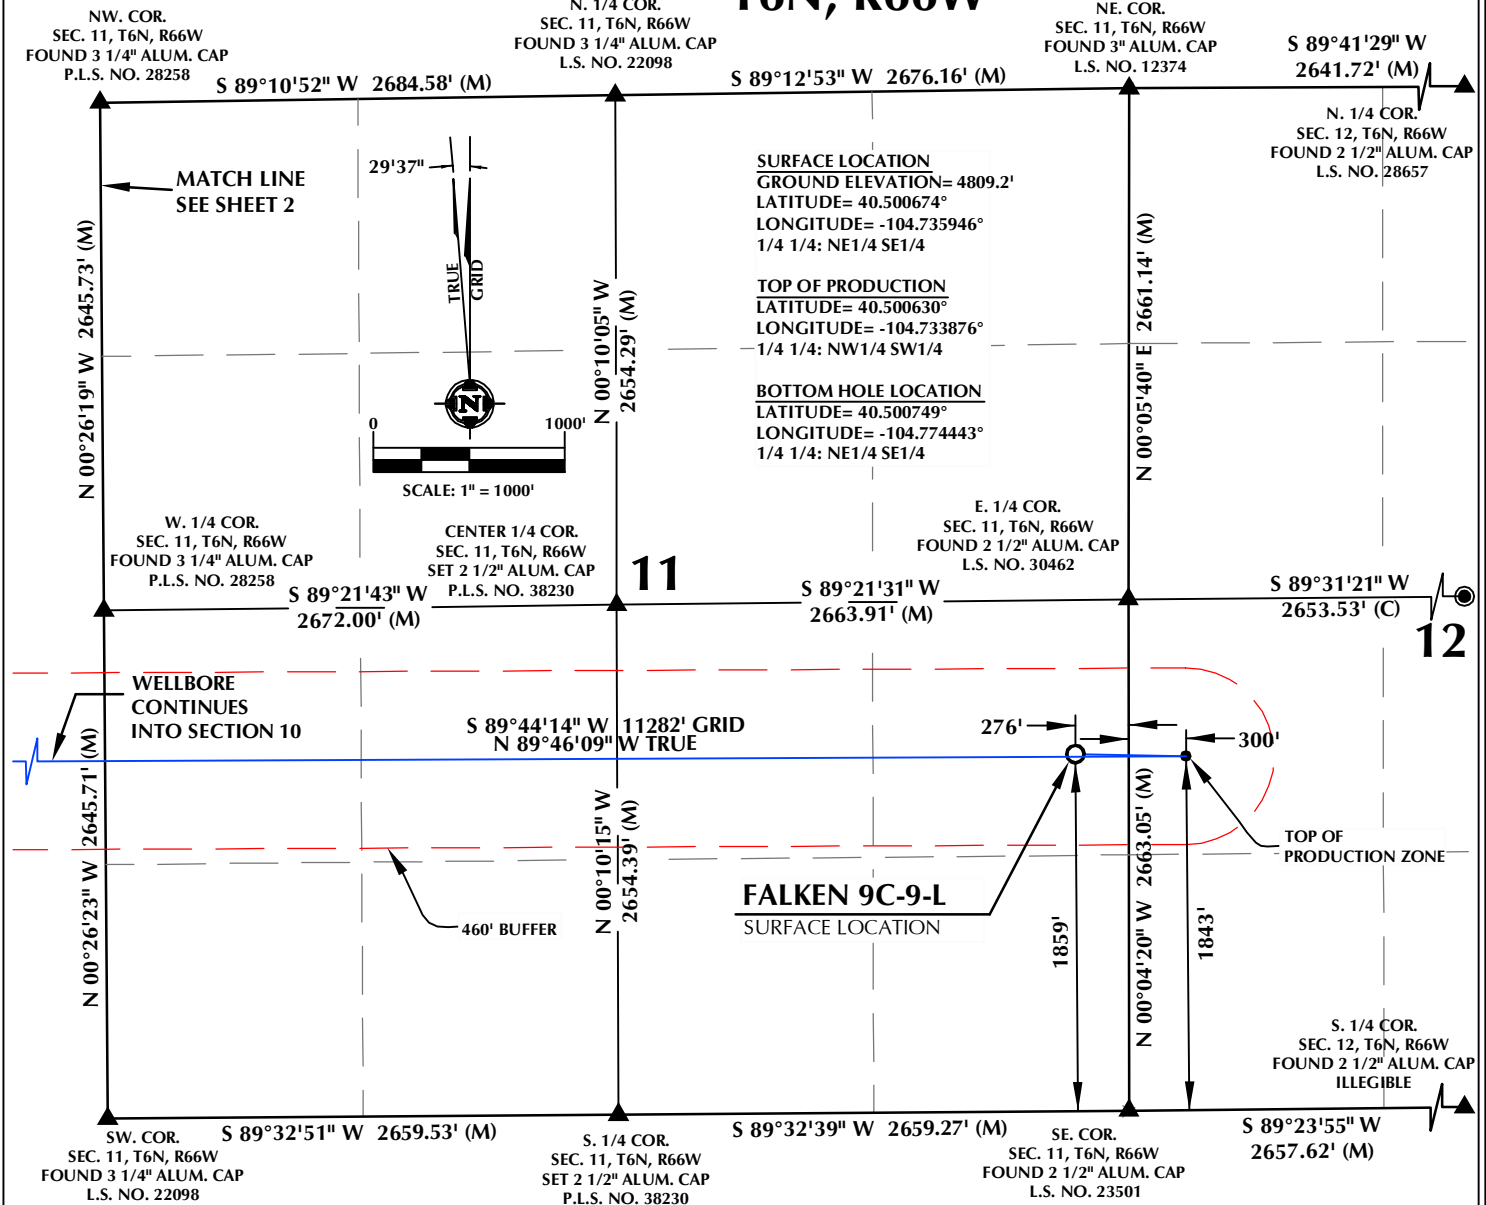 T6N, R66W
NW. COR.
SEC. 11, T6N, R66W
FOUND 3 1/4" ALUM. CAP
P.L.S. NO. 28258
N. 1/4 COR.
SEC. 11, T6N, R66W
FOUND 3 1/4" ALUM. CAP
L.S. NO. 22098
NE. COR.
SEC. 11, T6N, R66W
FOUND 3" ALUM. CAP
L.S. NO. 12374
S 89°41'29" W
2641.72' (M)
S 89°10'52" W 2684.58' (M)
S 89°12'53" W 2676.16' (M)
N. 1/4 COR.
SEC. 12, T6N, R66W
FOUND 2 1/2" ALUM. CAP
L.S. NO. 28657
MATCH LINE
SEE SHEET 2
29'37"
TRUE
GRID
N
0
1000'
SCALE: 1" = 1000'
SURFACE LOCATION
GROUND ELEVATION= 4809.2'
LATITUDE= 40.500674°
LONGITUDE= -104.735946°
1/4 1/4: NE1/4 SE1/4
TOP OF PRODUCTION
LATITUDE= 40.500630°
LONGITUDE= -104.733876°
1/4 1/4: NW1/4 SW1/4
BOTTOM HOLE LOCATION
LATITUDE= 40.500749°
LONGITUDE= -104.774443°
1/4 1/4: NE1/4 SE1/4
N 00°26'19" W 2645.73' (M)
N 00°10'05" W
2654.29' (M)
N 00°05'40" E 2661.14' (M)
W. 1/4 COR.
SEC. 11, T6N, R66W
FOUND 3 1/4" ALUM. CAP
P.L.S. NO. 28258
CENTER 1/4 COR.
SEC. 11, T6N, R66W
SET 2 1/2" ALUM. CAP
P.L.S. NO. 38230
11
E. 1/4 COR.
SEC. 11, T6N, R66W
FOUND 2 1/2" ALUM. CAP
L.S. NO. 30462
S 89°21'43" W
2672.00' (M)
S 89°21'31" W
2663.91' (M)
S 89°31'21" W
2653.53' (C)
12
WELLBORE
CONTINUES
INTO SECTION 10
S 89°44'14" W 11282' GRID
N 89°46'09" W TRUE
276'
300'
N 00°26'23" W 2645.71' (M)
N 00°10'15" W
2654.39' (M)
N 00°04'20" W 2663.05' (M)
1859'
1843'
TOP OF
PRODUCTION ZONE
FALKEN 9C-9-L
SURFACE LOCATION
460' BUFFER
S. 1/4 COR.
SEC. 12, T6N, R66W
FOUND 2 1/2" ALUM. CAP
ILLEGIBLE
SW. COR.
SEC. 11, T6N, R66W
FOUND 3 1/4" ALUM. CAP
L.S. NO. 22098
S 89°32'51" W 2659.53' (M)
S. 1/4 COR.
SEC. 11, T6N, R66W
SET 2 1/2" ALUM. CAP
P.L.S. NO. 38230
S 89°32'39" W 2659.27' (M)
SE. COR.
SEC. 11, T6N, R66W
FOUND 2 1/2" ALUM. CAP
L.S. NO. 23501
S 89°23'55" W
2657.62' (M)